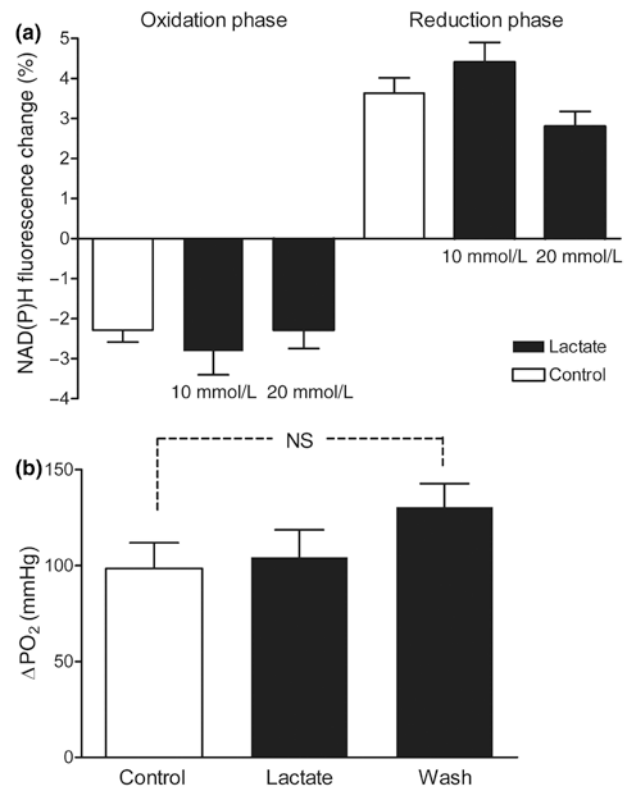 (a)
Oxidation phase Reduction phase
NAD(P)H fluorescence change (%)
5
4
3
2
1
0
−1
−2
−3
−4
10 mmol/L 20 mmol/L
10 mmol/L 20 mmol/L
Lactate
Control
(b)
NS
ΔPO₂ (mmHg)
150
100
50
0
Control Lactate Wash